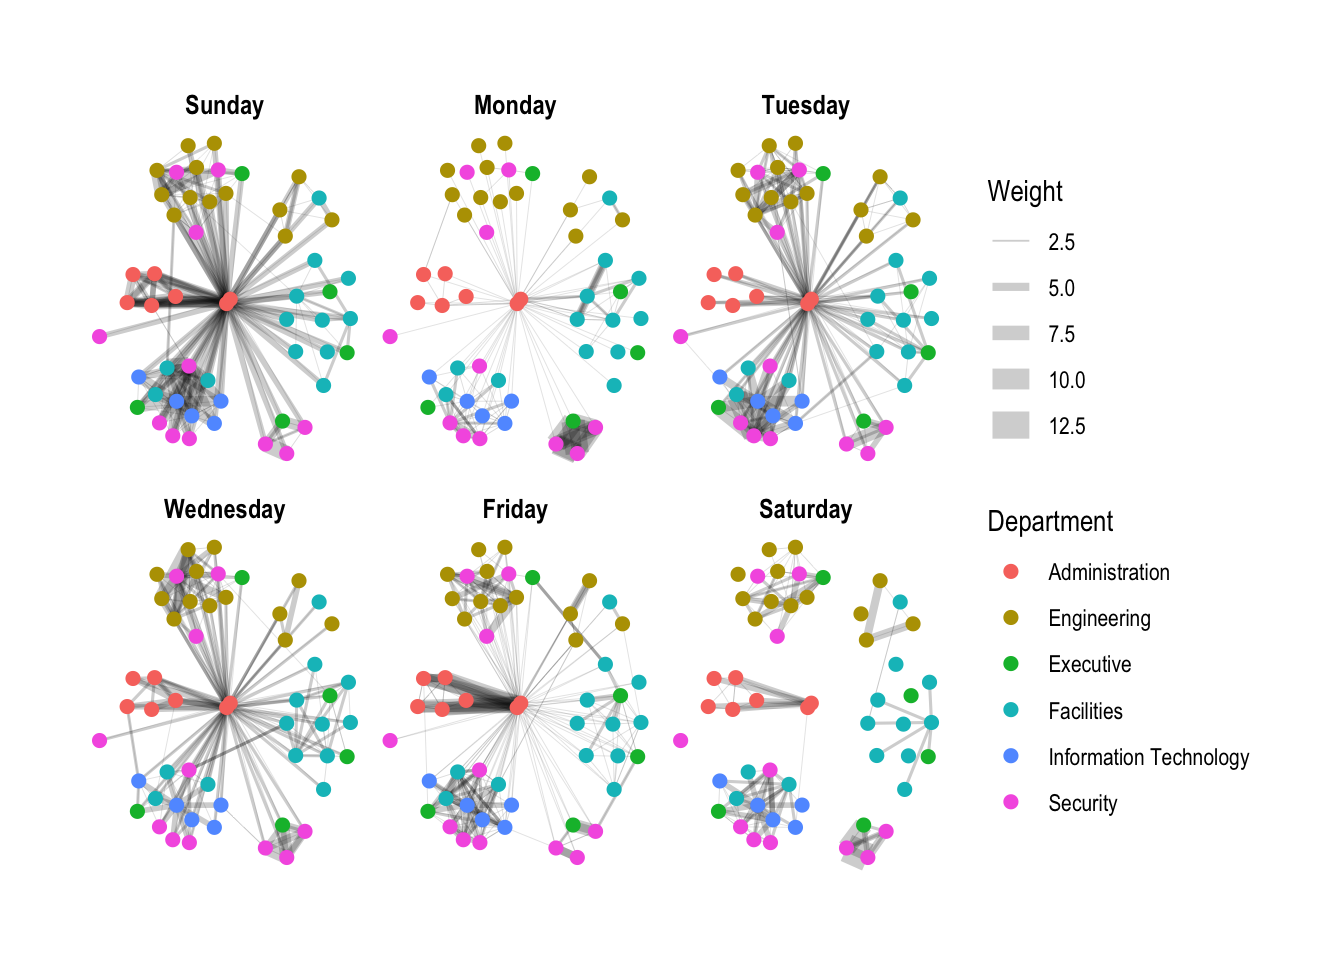 Sunday
Monday
Tuesday
Wednesday
Friday
Saturday
Weight
2.5
5.0
7.5
10.0
12.5
Department
Administration
Engineering
Executive
Facilities
Information Technology
Security